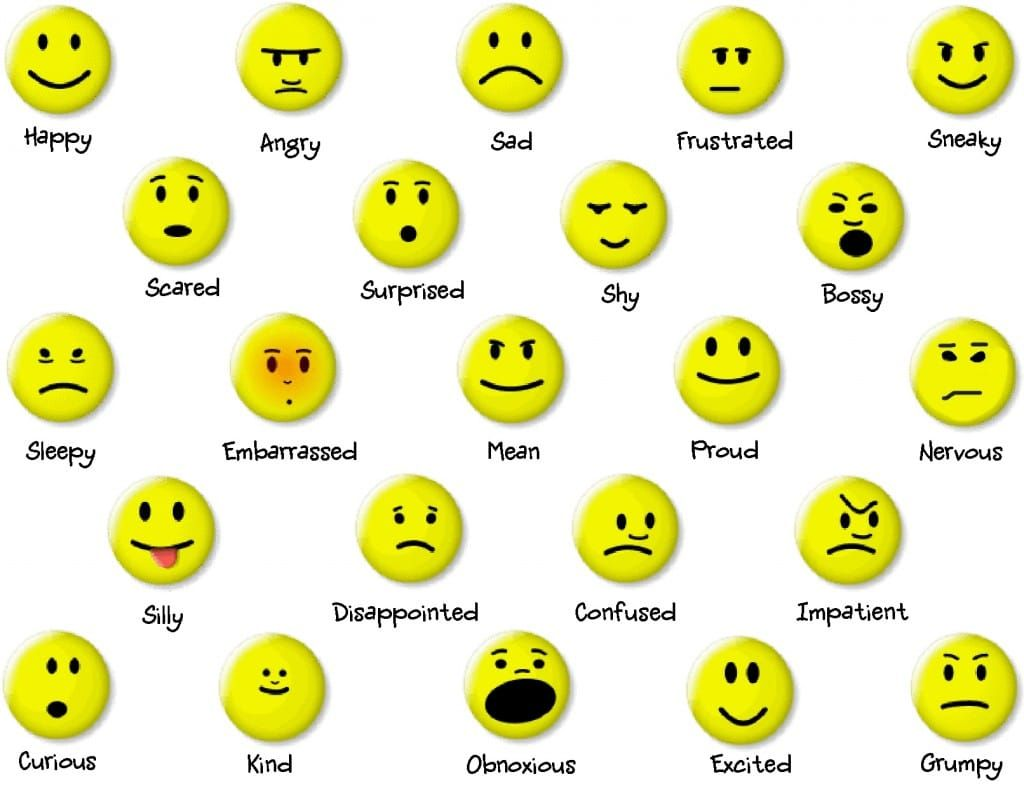 Happy Angry Sad Frustrated Sneaky
Scared Surprised Shy Bossy
Sleepy Embarrassed Mean Proud Nervous
Silly Disappointed Confused Impatient
Curious Kind Obnoxious Excited Grumpy